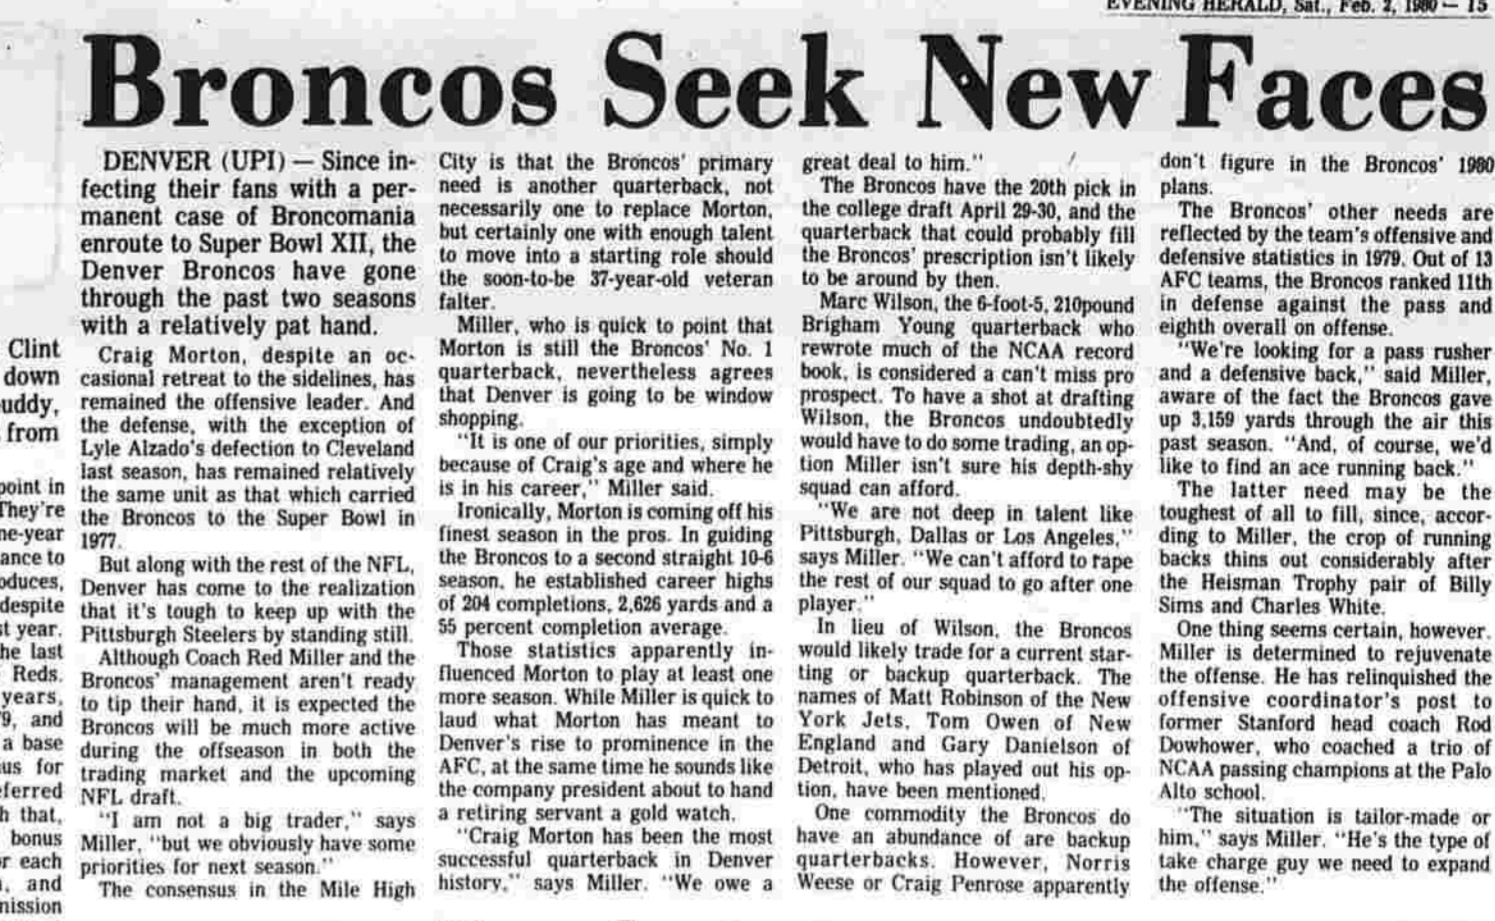 EVENING HERALD, Sat., Feb. 2, 1980 — 15
Broncos Seek New Faces
Clint
down
uddy,
from
point in
They're
ne-year
ance to
oduces,
despite
st year.
he last
Reds.
years,
9, and
a base
us for
eferred
h that,
bonus
or each
, and
mission
DENVER (UPI) — Since in-
fecting their fans with a per-
manent case of Broncomania
enroute to Super Bowl XII, the
Denver Broncos have gone
through the past two seasons
with a relatively pat hand.
Craig Morton, despite an oc-
casional retreat to the sidelines, has
remained the offensive leader. And
the defense, with the exception of
Lyle Alzado's defection to Cleveland
last season, has remained relatively
the same unit as that which carried
the Broncos to the Super Bowl in
1977.
But along with the rest of the NFL,
Denver has come to the realization
that it's tough to keep up with the
Pittsburgh Steelers by standing still.
Although Coach Red Miller and the
Broncos' management aren't ready
to tip their hand, it is expected the
Broncos will be much more active
during the offseason in both the
trading market and the upcoming
NFL draft.
"I am not a big trader," says
Miller, "but we obviously have some
priorities for next season."
The consensus in the Mile High
City is that the Broncos' primary
need is another quarterback, not
necessarily one to replace Morton,
but certainly one with enough talent
to move into a starting role should
the soon-to-be 37-year-old veteran
falter.
Miller, who is quick to point that
Morton is still the Broncos' No. 1
quarterback, nevertheless agrees
that Denver is going to be window
shopping.
"It is one of our priorities, simply
because of Craig's age and where he
is in his career," Miller said.
Ironically, Morton is coming off his
finest season in the pros. In guiding
the Broncos to a second straight 10-6
season, he established career highs
of 204 completions, 2,626 yards and a
55 percent completion average.
Those statistics apparently in-
fluenced Morton to play at least one
more season. While Miller is quick to
laud what Morton has meant to
Denver's rise to prominence in the
AFC, at the same time he sounds like
the company president about to hand
a retiring servant a gold watch.
"Craig Morton has been the most
successful quarterback in Denver
history," says Miller. "We owe a
great deal to him."
The Broncos have the 20th pick in
the college draft April 29-30, and the
quarterback that could probably fill
the Broncos' prescription isn't likely
to be around by then.
Marc Wilson, the 6-foot-5, 210pound
Brigham Young quarterback who
rewrote much of the NCAA record
book, is considered a can't miss pro
prospect. To have a shot at drafting
Wilson, the Broncos undoubtedly
would have to do some trading, an op-
tion Miller isn't sure his depth-shy
squad can afford.
"We are not deep in talent like
Pittsburgh, Dallas or Los Angeles,"
says Miller. "We can't afford to rape
the rest of our squad to go after one
player."
In lieu of Wilson, the Broncos
would likely trade for a current star-
ting or backup quarterback. The
names of Matt Robinson of the New
York Jets, Tom Owen of New
England and Gary Danielson of
Detroit, who has played out his op-
tion, have been mentioned.
One commodity the Broncos do
have an abundance of are backup
quarterbacks. However, Norris
Weese or Craig Penrose apparently
don't figure in the Broncos' 1980
plans.
The Broncos' other needs are
reflected by the team's offensive and
defensive statistics in 1979. Out of 13
AFC teams, the Broncos ranked 11th
in defense against the pass and
eighth overall on offense.
"We're looking for a pass rusher
and a defensive back," said Miller,
aware of the fact the Broncos gave
up 3,159 yards through the air this
past season. "And, of course, we'd
like to find an ace running back."
The latter need may be the
toughest of all to fill, since, accor-
ding to Miller, the crop of running
backs thins out considerably after
the Heisman Trophy pair of Billy
Sims and Charles White.
One thing seems certain, however.
Miller is determined to rejuvenate
the offense. He has relinquished the
offensive coordinator's post to
former Stanford head coach Rod
Dowhower, who coached a trio of
NCAA passing champions at the Palo
Alto school.
"The situation is tailor-made or
him," says Miller. "He's the type of
take charge guy we need to expand
the offense."